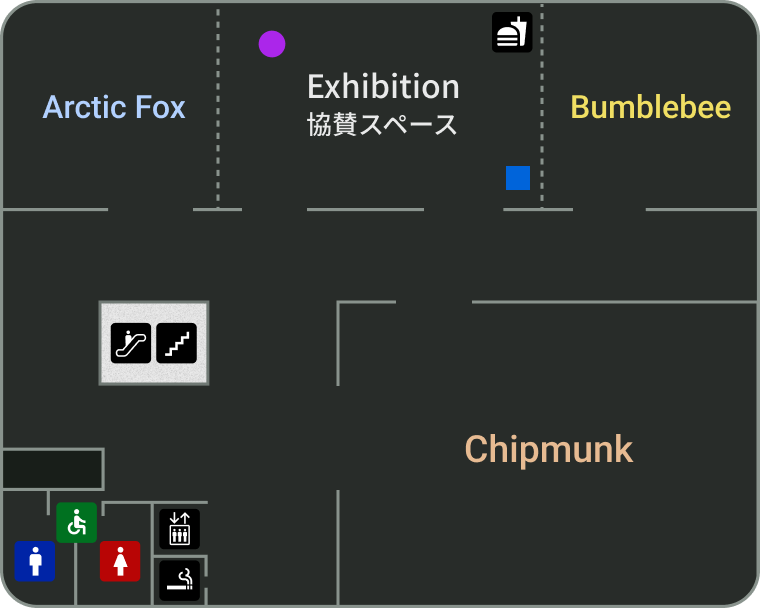 Exhibition
協賛スペース
Arctic Fox
Bumblebee
Chipmunk